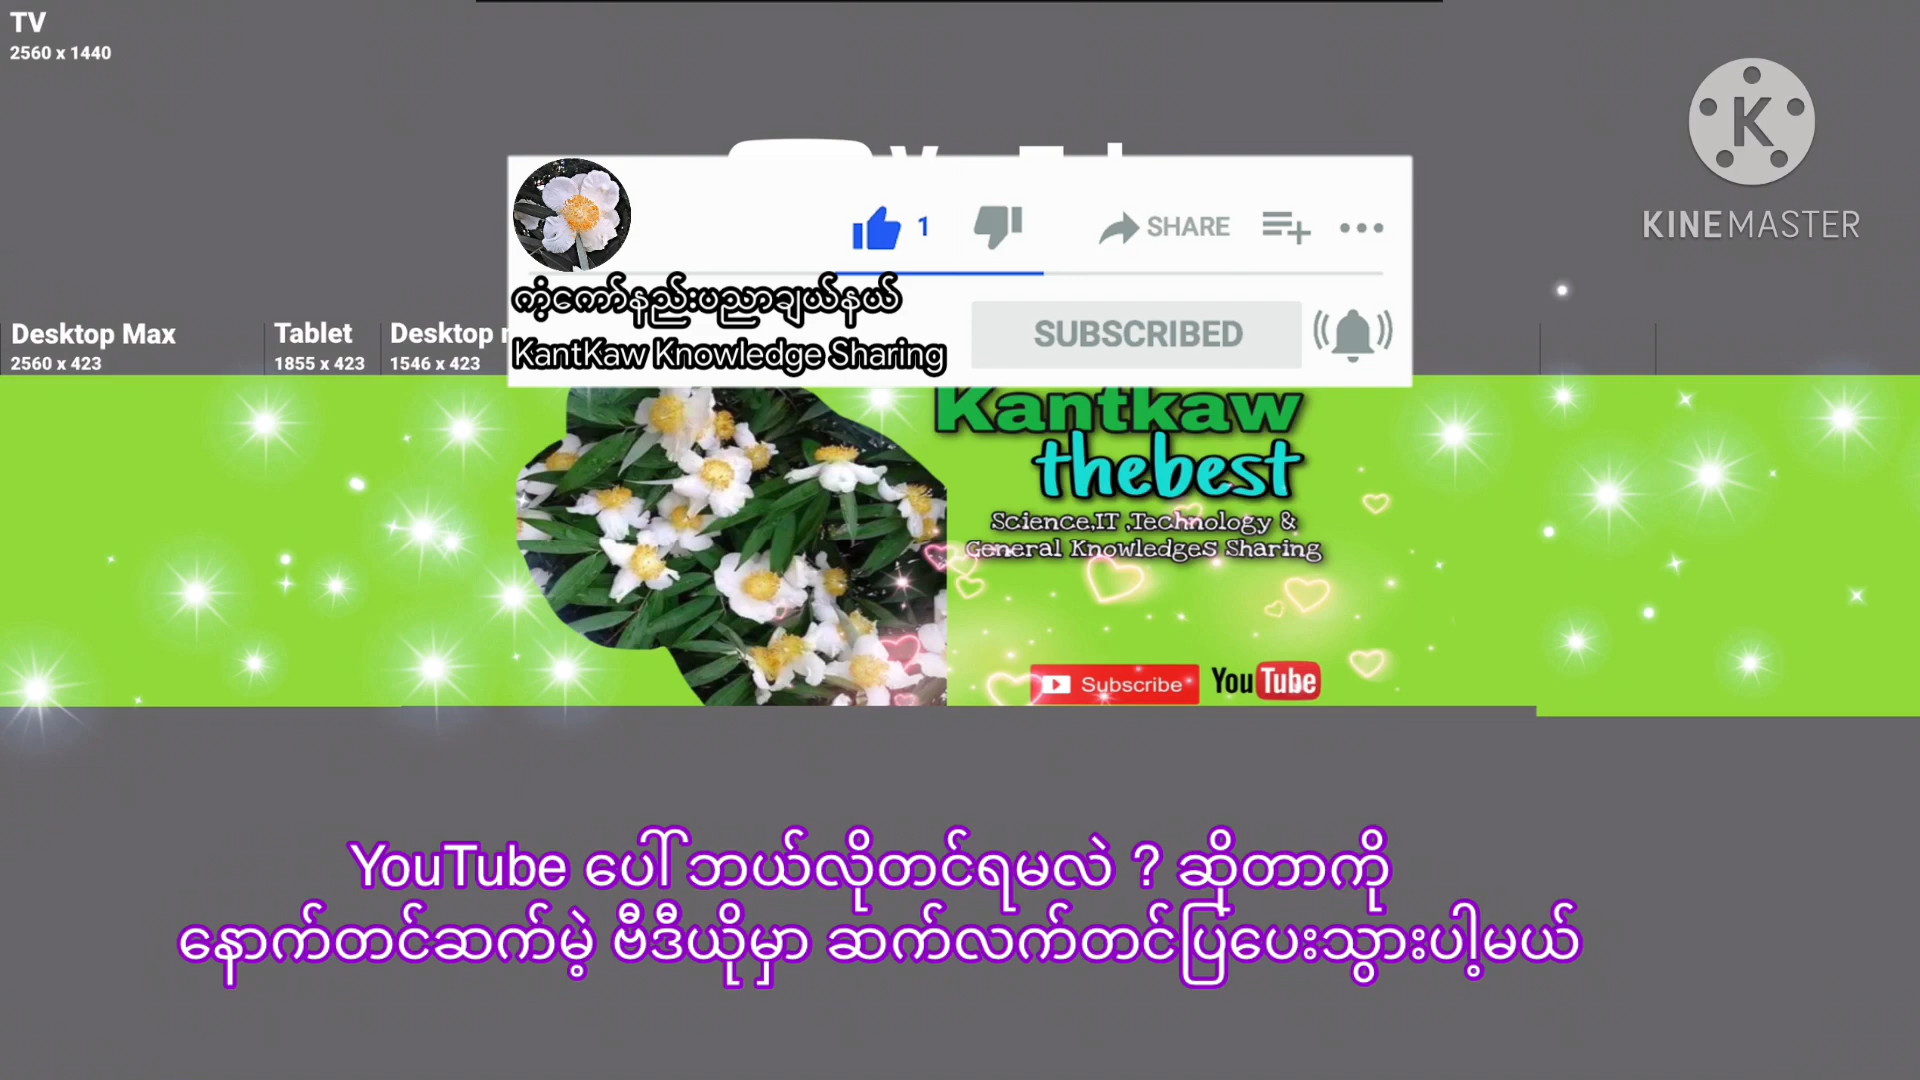 TV
2560 x 1440
KINEMASTER
1
SHARE
ကံ့ကော်နည်းပညာချယ်နယ်
KantKaw Knowledge Sharing
SUBSCRIBED
Desktop Max
2560 x 423
Tablet
1855 x 423
Desktop
1546 x 423
Kantkaw
thebest
Science,IT ,Technology &
General Knowledges Sharing
Subscribe
YouTube
YouTube ပေါ် ဘယ်လိုတင်ရမလဲ ? ဆိုတာကို
နောက်တင်ဆက်မဲ့ ဗီဒီယိုမှာ ဆက်လက်တင်ပြပေးသွားပါ့မယ်